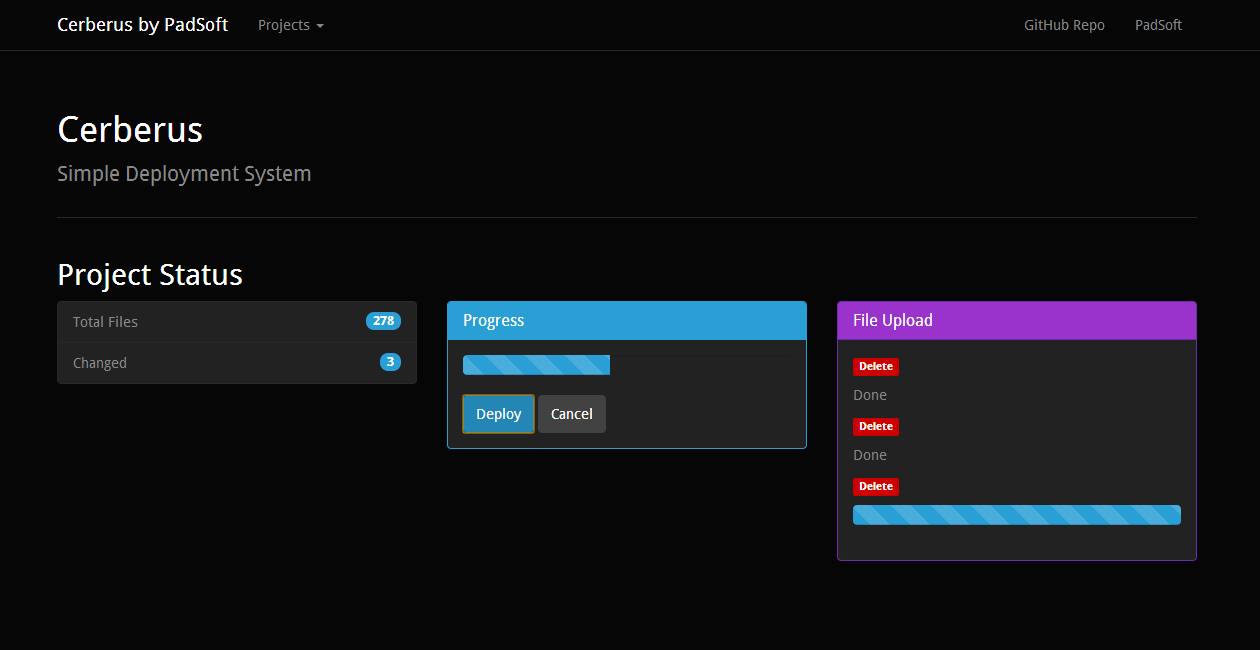 Cerberus by PadSoft Projects GitHub Repo PadSoft
Cerberus
Simple Deployment System
Project Status
Total Files 278
Changed 3
Progress
Deploy Cancel
File Upload
Delete
Done
Delete
Done
Delete